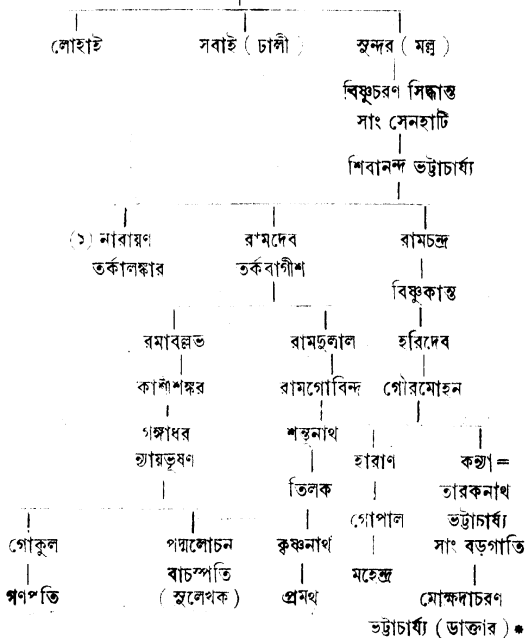 লোহাই সবাই ( ঢালী ) সুন্দর ( মল্ল )
বিষ্ণুচরণ সিদ্ধান্ত
সাং সেনহাটি
শিবানন্দ ভট্টাচার্য্য
(১) নারায়ণ রামদেব রামচন্দ্র
তর্কালঙ্কার তর্কবাগীশ
বিষ্ণুকান্ত
রমাবল্লভ রামদুলাল হরিদেব
কাশীশঙ্কর রামগোবিন্দ গৌরমোহন
গঙ্গাধর শম্ভুনাথ
ন্যায়ভূষণ হারাণ কন্যা =
তিলক তারকনাথ
গোপাল ভট্টাচার্য্য
গোকুল পদ্মলোচন কৃষ্ণনাথ সাং বড়গাতি
বাচস্পতি মহেন্দ্র
গণপতি ( সুলেখক ) প্রমথ মোক্ষদাচরণ
ভট্টাচার্য্য ( ডাক্তার ) *